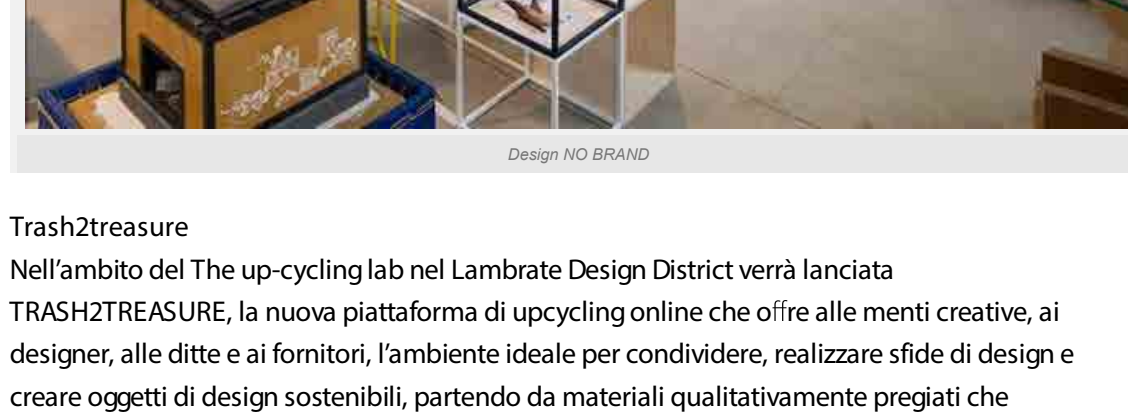 Design NO BRAND
Trash2treasure
Nell’ambito del The up-cycling lab nel Lambrate Design District verrà lanciata
TRASH2TREASURE, la nuova piattaforma di upcycling online che offre alle menti creative, ai
designer, alle ditte e ai fornitori, l’ambiente ideale per condividere, realizzare sfide di design e
creare oggetti di design sostenibili, partendo da materiali qualitativamente pregiati che